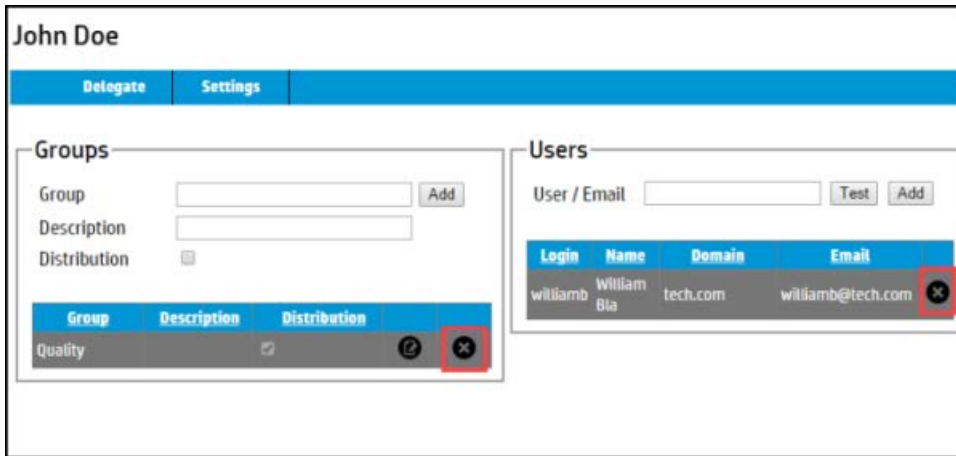 John Doe
Delegate Settings
Groups
Group Add
Description
Distribution
Group Description Distribution
Quality
Users
User / Email Test Add
Login Name Domain Email
williamb William Bla tech.com williamb@tech.com